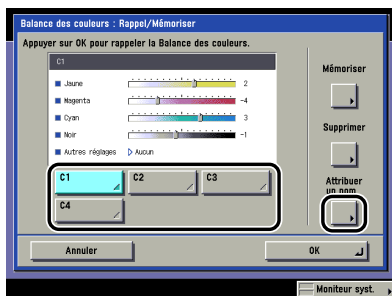 Balance des couleurs : Rappel/Mémoriser
Appuyer sur OK pour rappeler la Balance des couleurs.
C1
Jaune 2
Magenta -4
Cyan 3
Noir -1
Autres réglages Aucun
C1 C2 C3
C4
Mémoriser
Supprimer
Attribuer
un nom
Annuler OK
Moniteur syst.